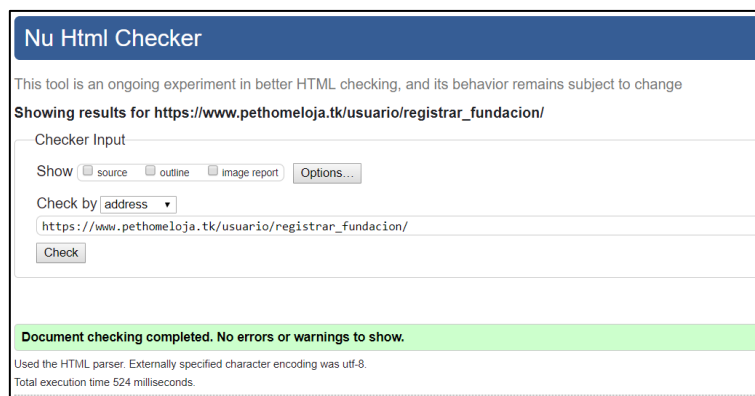 Nu Html Checker
This tool is an ongoing experiment in better HTML checking, and its behavior remains subject to change
Showing results for https://www.pethomeloja.tk/usuario/registrar_fundacion/
Checker Input
Show source outline image report Options...
Check by address
https://www.pethomeloja.tk/usuario/registrar_fundacion/
Check
Document checking completed. No errors or warnings to show.
Used the HTML parser. Externally specified character encoding was utf-8.
Total execution time 524 milliseconds.